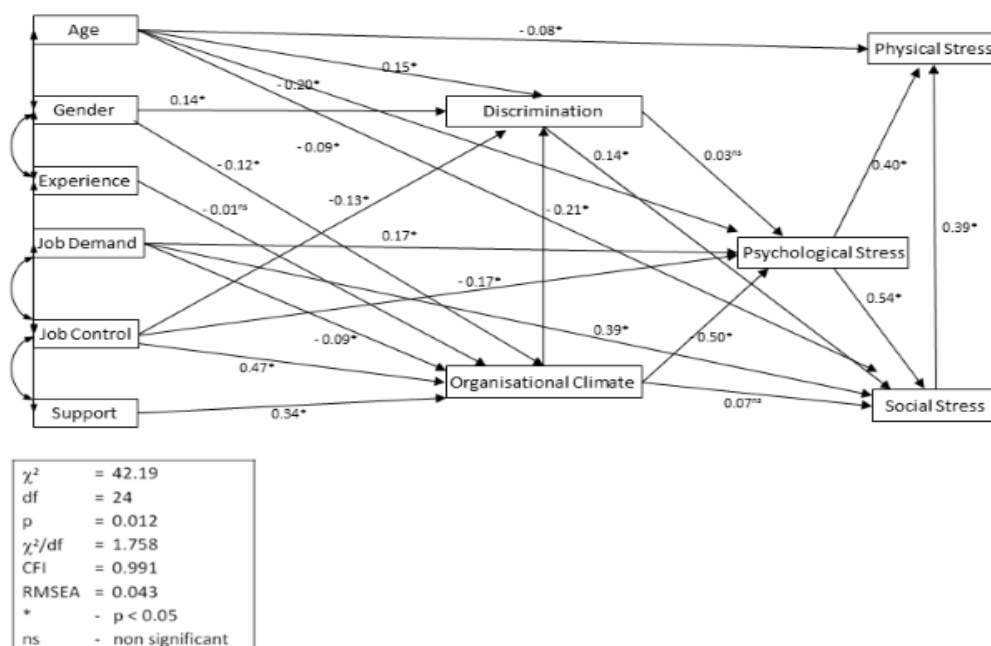 Age
- 0.08*
Physical Stress
0.15*
- 0.20*
Gender
0.14*
Discrimination
- 0.12*
- 0.09*
0.14*
0.03ns
0.40*
Experience
- 0.01ns
-0.13*
- 0.21*
0.39*
Job Demand
0.17*
Psychological Stress
- 0.17*
0.54*
Job Control
- 0.09*
0.39*
- 0.50*
0.47*
Organisational Climate
0.07ns
Support
0.34*
Social Stress
χ² = 42.19
df = 24
p = 0.012
χ²/df = 1.758
CFI = 0.991
RMSEA = 0.043
* - p < 0.05
ns - non significant